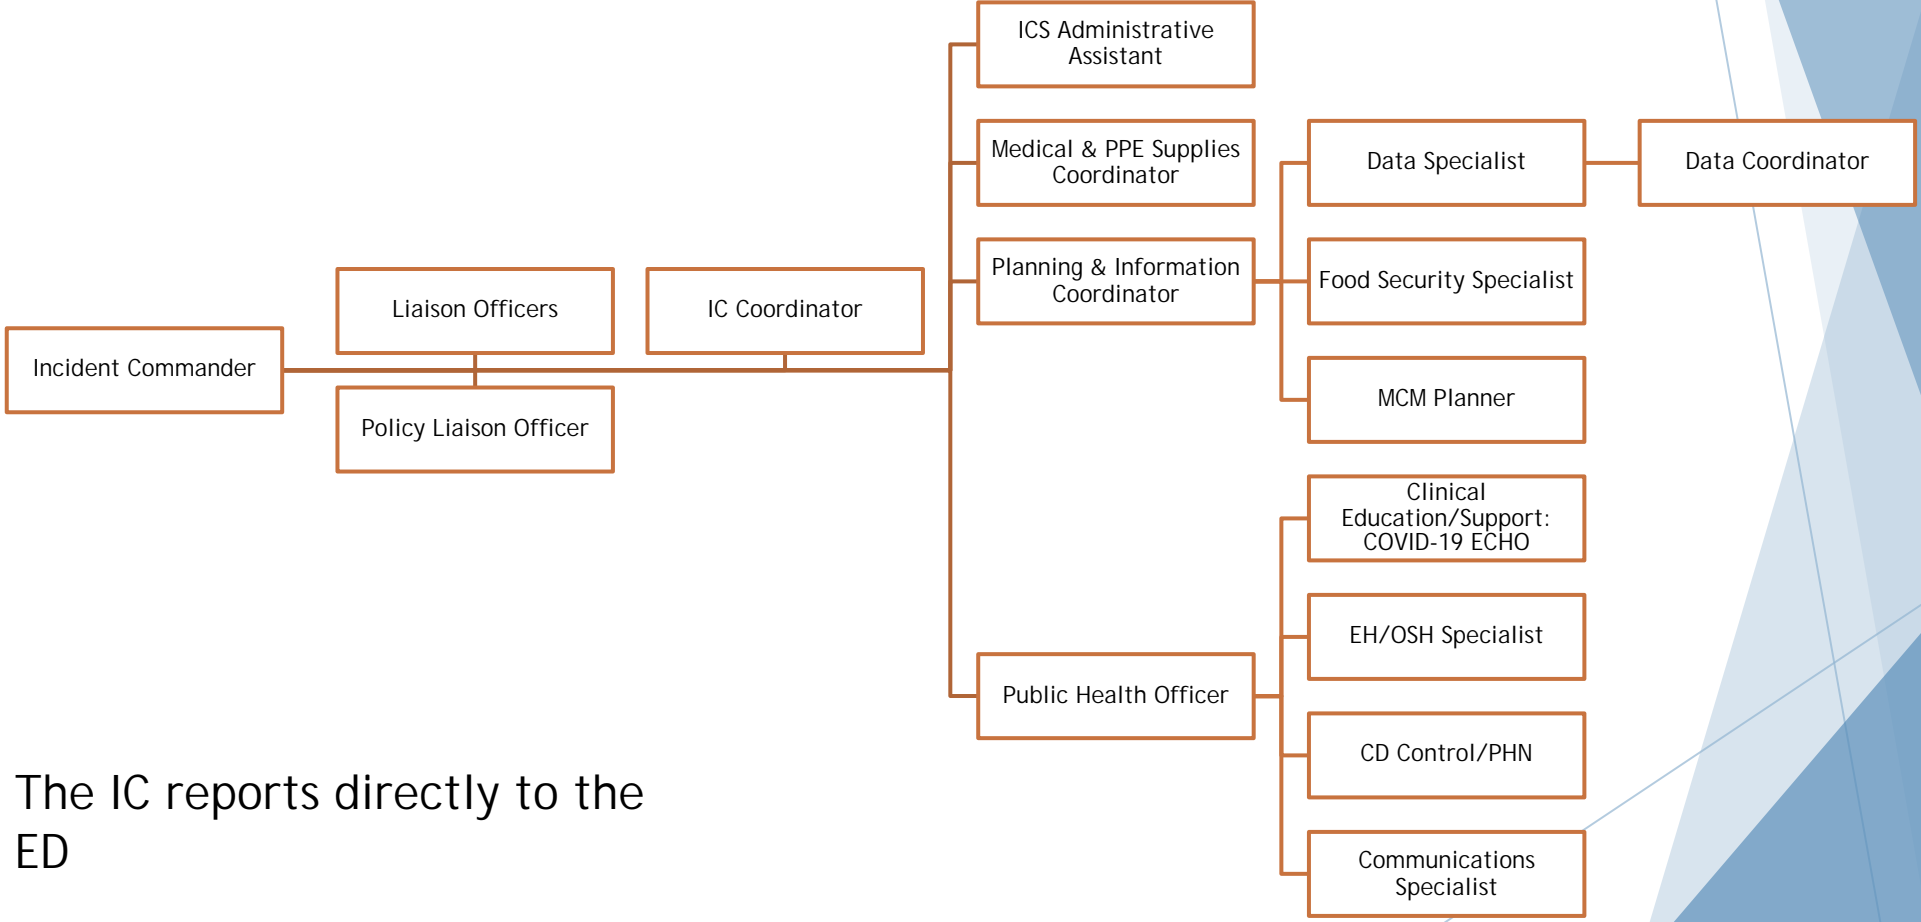 ICS Administrative
Assistant
Medical & PPE Supplies
Coordinator
Data Specialist
Data Coordinator
Planning & Information
Coordinator
Food Security Specialist
Liaison Officers
IC Coordinator
Incident Commander
Policy Liaison Officer
MCM Planner
Clinical
Education/Support:
COVID-19 ECHO
EH/OSH Specialist
Public Health Officer
CD Control/PHN
Communications
Specialist
The IC reports directly to the
ED